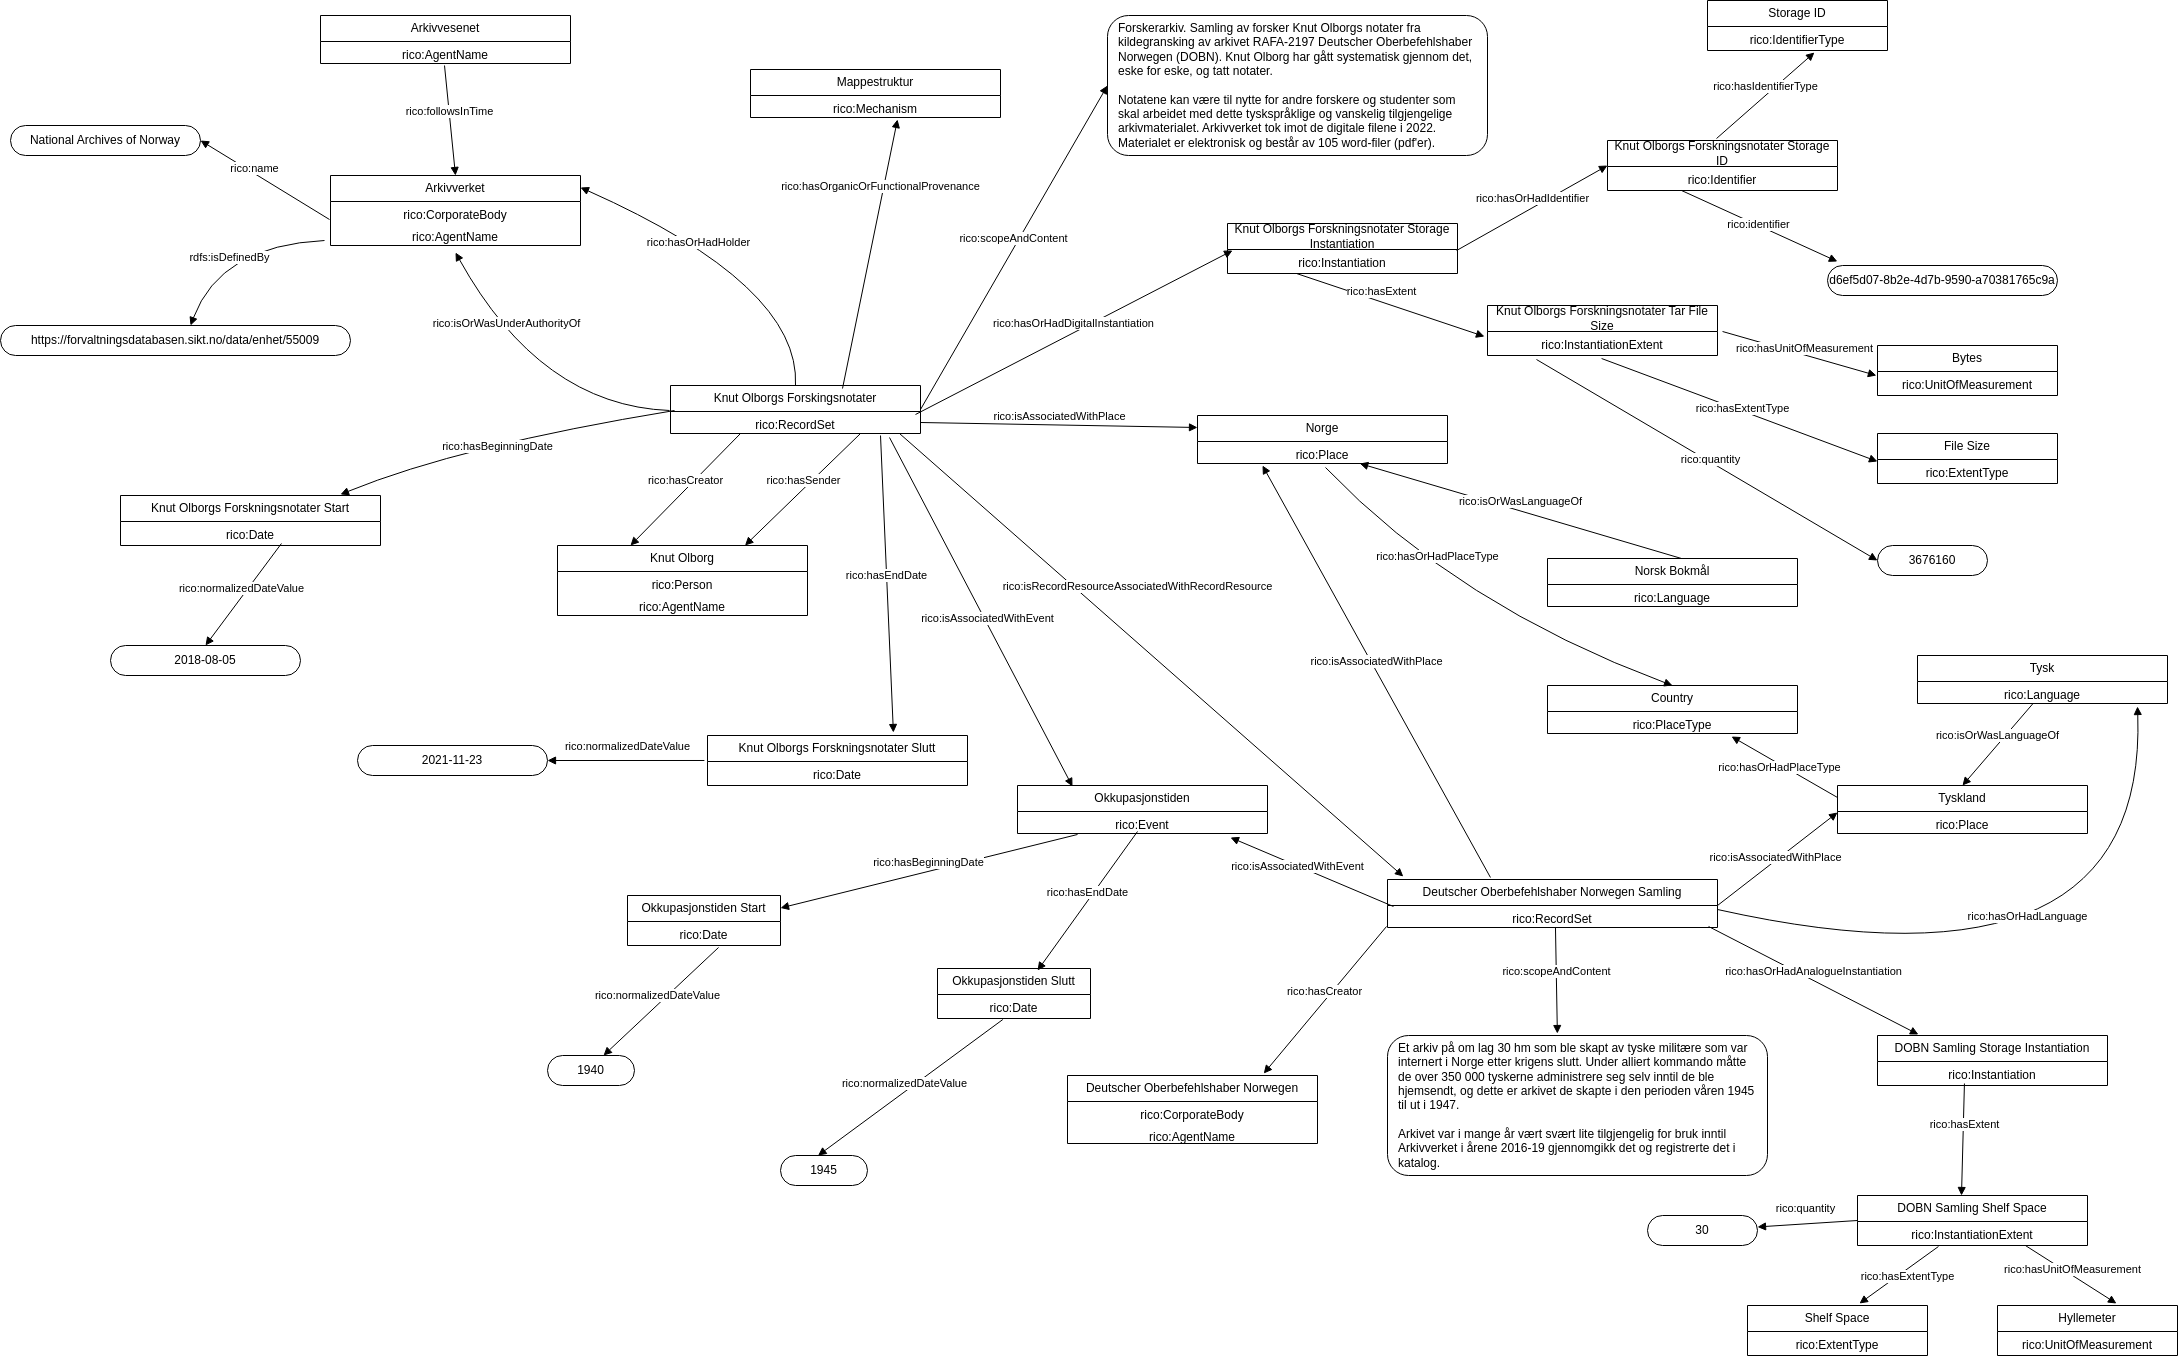 Storage ID
rico:IdentifierType
Arkivvesenet
rico:AgentName
Forskerarkiv. Samling av forsker Knut Olborgs notater fra
kildegransking av arkivet RAFA-2197 Deutscher Oberbefehlshaber
Norwegen (DOBN). Knut Olborg har gått systematisk gjennom det,
eske for eske, og tatt notater.
Notatene kan være til nytte for andre forskere og studenter som
skal arbeidet med dette tyskspråklige og vanskelig tilgjengelige
arkivmaterialet. Arkivverket tok imot de digitale filene i 2022.
Materialet er elektronisk og består av 105 word-filer (pdf'er).
Mappestruktur
rico:Mechanism
rico:hasIdentifierType
rico:followsInTime
National Archives of Norway
rico:name
Knut Olborgs Forskningsnotater Storage
ID
rico:Identifier
Arkivverket
rico:CorporateBody
rico:AgentName
rico:hasOrganicOrFunctionalProvenance
rico:hasOrHadIdentifier
rico:identifier
rico:hasOrHadHolder
rico:scopeAndContent
Knut Olborgs Forskningsnotater Storage
Instantiation
rico:Instantiation
rdfs:isDefinedBy
d6ef5d07-8b2e-4d7b-9590-a70381765c9a
rico:hasExtent
https://forvaltningsdatabasen.sikt.no/data/enhet/55009
rico:isOrWasUnderAuthorityOf
rico:hasOrHadDigitalInstantiation
Knut Olborgs Forskningsnotater Tar File
Size
rico:InstantiationExtent
rico:hasUnitOfMeasurement
Bytes
rico:UnitOfMeasurement
Knut Olborgs Forskingsnotater
rico:RecordSet
rico:hasExtentType
rico:isAssociatedWithPlace
Norge
rico:Place
File Size
rico:ExtentType
rico:hasBeginningDate
rico:quantity
rico:hasCreator
rico:hasSender
rico:isOrWasLanguageOf
Knut Olborgs Forskningsnotater Start
rico:Date
Knut Olborg
rico:Person
rico:AgentName
rico:hasOrHadPlaceType
3676160
Norsk Bokmål
rico:Language
rico:hasEndDate
rico:normalizedDateValue
rico:isRecordResourceAssociatedWithRecordResource
rico:isAssociatedWithEvent
2018-08-05
rico:isAssociatedWithPlace
Tysk
rico:Language
Country
rico:PlaceType
rico:isOrWasLanguageOf
rico:normalizedDateValue
2021-11-23
Knut Olborgs Forskningsnotater Slutt
rico:Date
rico:hasOrHadPlaceType
Okkupasjonstiden
rico:Event
Tyskland
rico:Place
rico:hasBeginningDate
rico:isAssociatedWithEvent
rico:isAssociatedWithPlace
rico:hasEndDate
Deutscher Oberbefehlshaber Norwegen Samling
rico:RecordSet
Okkupasjonstiden Start
rico:Date
rico:hasOrHadLanguage
Okkupasjonstiden Slutt
rico:Date
rico:scopeAndContent
rico:hasOrHadAnalogueInstantiation
rico:normalizedDateValue
rico:hasCreator
1940
Et arkiv på om lag 30 hm som ble skapt av tyske militære som var
internert i Norge etter krigens slutt. Under alliert kommando måtte
de over 350 000 tyskerne administrere seg selv inntil de ble
hjemsendt, og dette er arkivet de skapte i den perioden våren 1945
til ut i 1947.
Arkivet var i mange år vært svært lite tilgjengelig for bruk inntil
Arkivverket i årene 2016-19 gjennomgikk det og registrerte det i
katalog.
DOBN Samling Storage Instantiation
rico:Instantiation
rico:normalizedDateValue
Deutscher Oberbefehlshaber Norwegen
rico:CorporateBody
rico:AgentName
rico:hasExtent
1945
DOBN Samling Shelf Space
rico:InstantiationExtent
rico:quantity
30
rico:hasExtentType
rico:hasUnitOfMeasurement
Shelf Space
rico:ExtentType
Hyllemeter
rico:UnitOfMeasurement